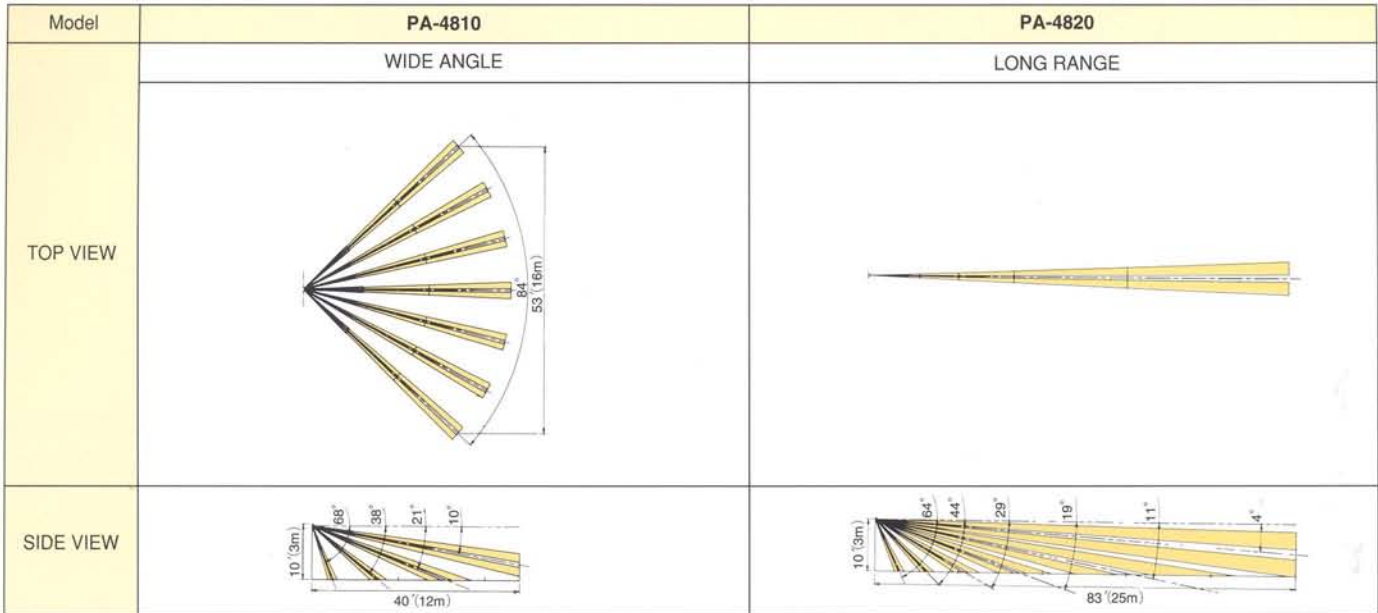 Model
PA-4810
PA-4820
WIDE ANGLE
LONG RANGE
TOP VIEW
84°
53´(16m)
SIDE VIEW
10´(3m)
68°
38°
21°
10°
40´(12m)
10´(3m)
64°
44°
29°
19°
11°
4°
83´(25m)